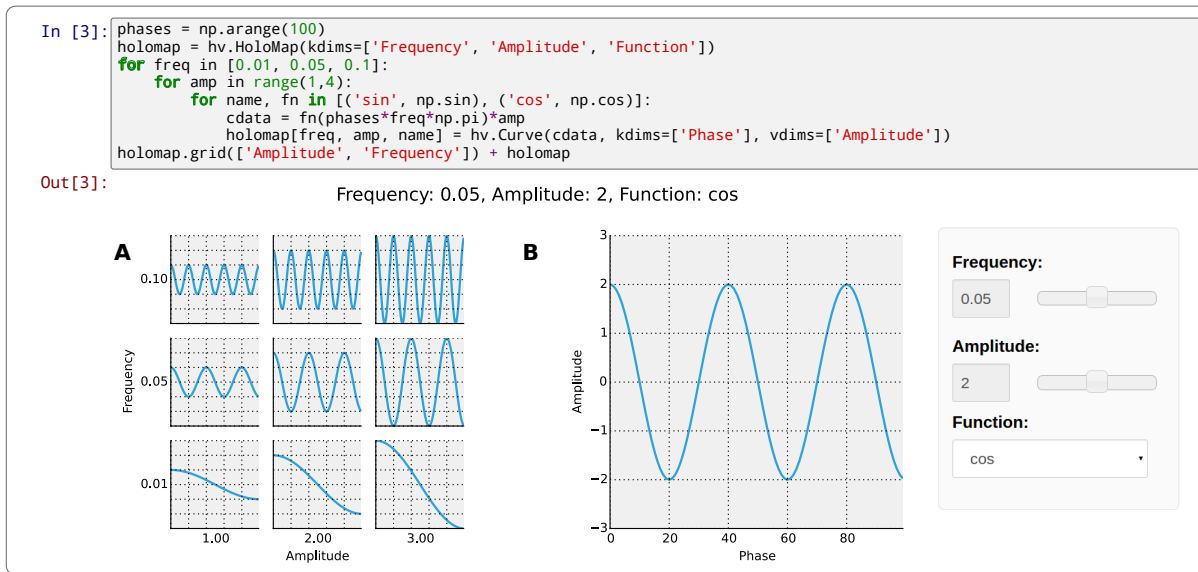 In [3]: phases = np.arange(100)
holomap = hv.HoloMap(kdims=['Frequency', 'Amplitude', 'Function'])
for freq in [0.01, 0.05, 0.1]:
    for amp in range(1,4):
        for name, fn in [('sin', np.sin), ('cos', np.cos)]:
            cdata = fn(phases*freq*np.pi)*amp
            holomap[freq, amp, name] = hv.Curve(cdata, kdims=['Phase'], vdims=['Amplitude'])
holomap.grid(['Amplitude', 'Frequency']) + holomap
Out[3]:
Frequency: 0.05, Amplitude: 2, Function: cos
A
0.10
0.05
0.01
Frequency
1.00 2.00 3.00
Amplitude
B
3
2
1
0
−1
−2
−3
Amplitude
0 20 40 60 80
Phase
Frequency:
0.05
Amplitude:
2
Function:
cos